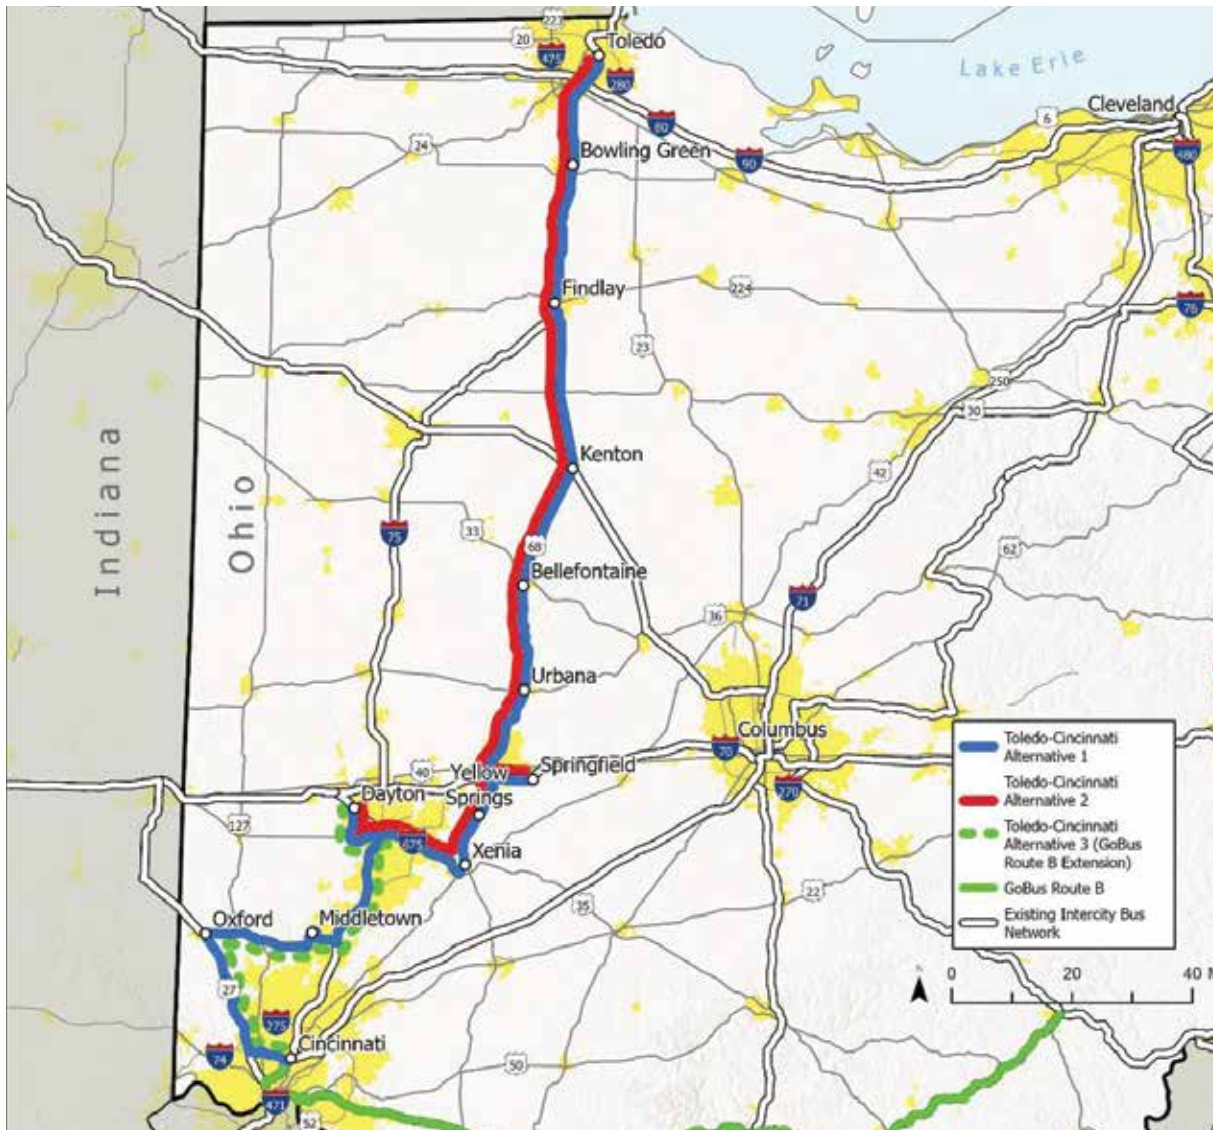 223
20
Toledo
475
280
Lake Erie
Cleveland
6
80
24
Bowling Green
90
480
Findlay
224
76
23
250
30
Kenton
42
Indiana
Ohio
33
75
68
62
Bellefontaine
71
36
Urbana
Columbus
70
40
Yellow
Springs
Springfield
Dayton
270
127
675
Xenia
22
35
Oxford
Middletown
27
275
Cincinnati
74
50
471
52
Toledo-Cincinnati
Alternative 1
Toledo-Cincinnati
Alternative 2
Toledo-Cincinnati
Alternative 3 (GoBus
Route B Extension)
GoBus Route B
Existing Intercity Bus
Network
N
0 20 40 M